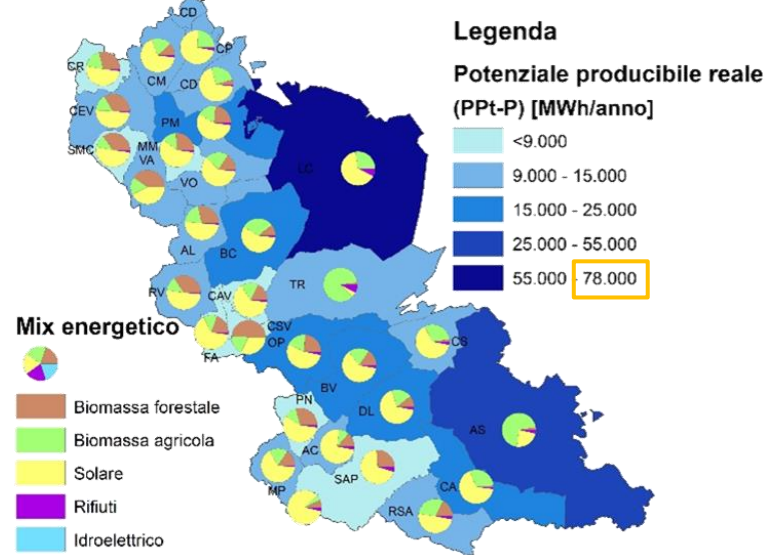 Legenda
Potenziale producibile reale
(PPt-P) [MWh/anno]
<9.000
9.000 - 15.000
15.000 - 25.000
25.000 - 55.000
55.000 - 78.000
CD
CP
CR
CM
CD
CEV
PM
SMC
MM
VA
VO
LC
AL
BC
RV
CAV
TR
CSV
OP
FA
CS
BV
PN
DL
AS
AC
SAP
MP
CA
RSA
Mix energetico
Biomassa forestale
Biomassa agricola
Solare
Rifiuti
Idroelettrico